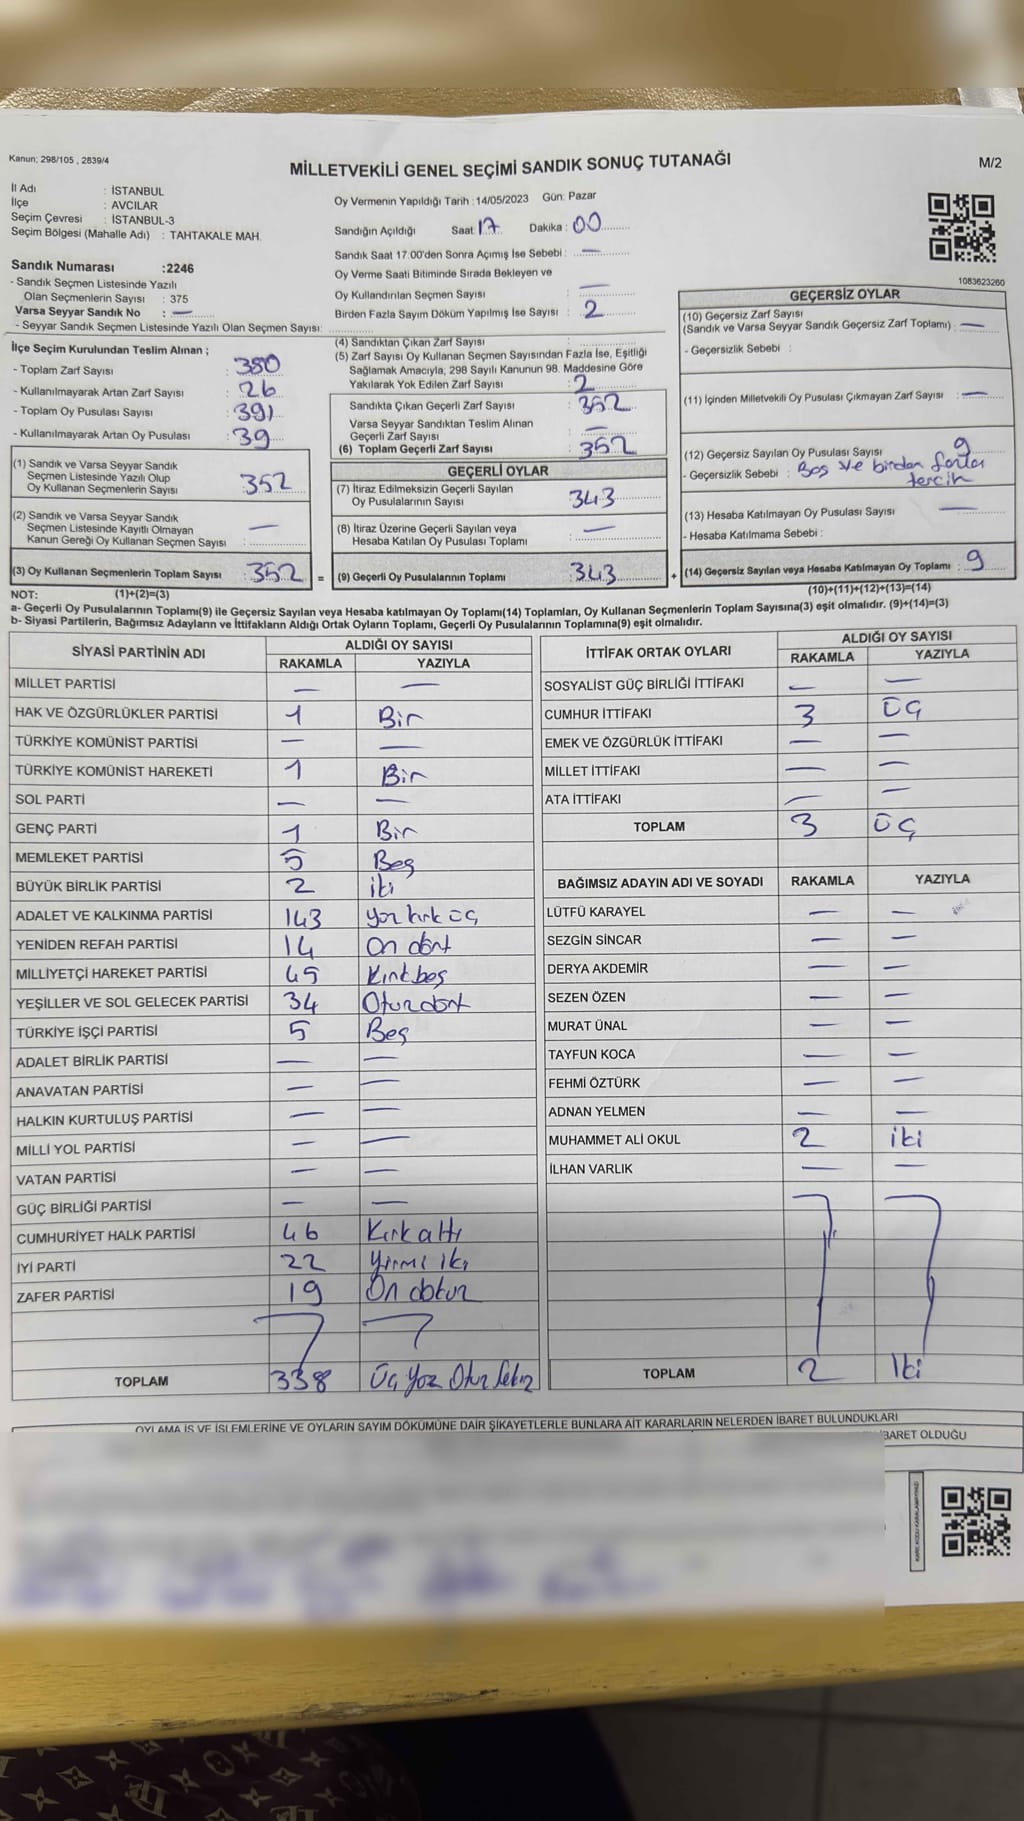 Kanun; 298/105 , 2839/4
MİLLETVEKİLİ GENEL SEÇİMİ SANDIK SONUÇ TUTANAĞI
M/2
İl Adı : İSTANBUL
İlçe : AVCILAR
Seçim Çevresi : İSTANBUL-3
Seçim Bölgesi (Mahalle Adı) : TAHTAKALE MAH.
Sandık Numarası :2246
- Sandık Seçmen Listesinde Yazılı
Olan Seçmenlerin Sayısı : 375
Varsa Seyyar Sandık No : —
- Seyyar Sandık Seçmen Listesinde Yazılı Olan Seçmen Sayısı:
Oy Vermenin Yapıldığı Tarih : 14/05/2023 Gün: Pazar
Sandığın Açıldığı Saat: 17 Dakika: 00
Sandık Saat 17:00'den Sonra Açımış İse Sebebi : —
Oy Verme Saati Bitiminde Sırada Bekleyen ve
Oy Kullandırılan Seçmen Sayısı : —
Birden Fazla Sayım Döküm Yapılmış İse Sayısı : 2
1083623260
İlçe Seçim Kurulundan Teslim Alınan ;
- Toplam Zarf Sayısı : 380
- Kullanılmayarak Artan Zarf Sayısı : 26
- Toplam Oy Pusulası Sayısı : 391
- Kullanılmayarak Artan Oy Pusulası : 39
(1) Sandık ve Varsa Seyyar Sandık
Seçmen Listesinde Yazılı Olup
Oy Kullanan Seçmenlerin Sayısı : 352
(2) Sandık ve Varsa Seyyar Sandık
Seçmen Listesinde Kayıtlı Olmayan
Kanun Gereği Oy Kullanan Seçmen Sayısı : —
(3) Oy Kullanan Seçmenlerin Toplam Sayısı : 352
(4) Sandıktan Çıkan Zarf Sayısı :
(5) Zarf Sayısı Oy Kullanan Seçmen Sayısından Fazla İse, Eşitliği
Sağlamak Amacıyla, 298 Sayılı Kanunun 98. Maddesine Göre
Yakılarak Yok Edilen Zarf Sayısı : 2
Sandıkta Çıkan Geçerli Zarf Sayısı : 352
Varsa Seyyar Sandıktan Teslim Alınan
Geçerli Zarf Sayısı : —
(6) Toplam Geçerli Zarf Sayısı : 352
GEÇERLİ OYLAR
(7) İtiraz Edilmeksizin Geçerli Sayılan
Oy Pusulalarının Sayısı : 343
(8) İtiraz Üzerine Geçerli Sayılan veya
Hesaba Katılan Oy Pusulası Toplamı : —
= (9) Geçerli Oy Pusulalarının Toplamı : 343
GEÇERSİZ OYLAR
(10) Geçersiz Zarf Sayısı
(Sandık ve Varsa Seyyar Sandık Geçersiz Zarf Toplamı) : —
- Geçersizlik Sebebi :
(11) İçinden Milletvekili Oy Pusulası Çıkmayan Zarf Sayısı : —
(12) Geçersiz Sayılan Oy Pusulası Sayısı : 9
- Geçersizlik Sebebi : Boş ve birden fazla
tercih
(13) Hesaba Katılmayan Oy Pusulası Sayısı : —
- Hesaba Katılmama Sebebi :
+ (14) Geçersiz Sayılan veya Hesaba Katılmayan Oy Toplamı : 9
NOT: (1)+(2)=(3)
(10)+(11)+(12)+(13)=(14)
a- Geçerli Oy Pusulalarının Toplamı(9) ile Geçersiz Sayılan veya Hesaba katılmayan Oy Toplamı(14) Toplamları, Oy Kullanan Seçmenlerin Toplam Sayısına(3) eşit olmalıdır. (9)+(14)=(3)
b- Siyasi Partilerin, Bağımsız Adayların ve İttifakların Aldığı Ortak Oyların Toplamı, Geçerli Oy Pusulalarının Toplamına(9) eşit olmalıdır.
SİYASİ PARTİNİN ADI ALDIĞI OY SAYISI
RAKAMLA YAZIYLA
MİLLET PARTİSİ — —
HAK VE ÖZGÜRLÜKLER PARTİSİ 1 Bir
TÜRKİYE KOMÜNİST PARTİSİ — —
TÜRKİYE KOMÜNİST HAREKETİ 1 Bir
SOL PARTİ — —
GENÇ PARTİ 1 Bir
MEMLEKET PARTİSİ 5 Beş
BÜYÜK BİRLİK PARTİSİ 2 iki
ADALET VE KALKINMA PARTİSİ 143 yüz kırk üç
YENİDEN REFAH PARTİSİ 14 On dört
MİLLİYETÇİ HAREKET PARTİSİ 45 Kırk beş
YEŞİLLER VE SOL GELECEK PARTİSİ 34 Otuz dört
TÜRKİYE İŞÇİ PARTİSİ 5 Beş
ADALET BİRLİK PARTİSİ — —
ANAVATAN PARTİSİ — —
HALKIN KURTULUŞ PARTİSİ — —
MİLLİ YOL PARTİSİ — —
VATAN PARTİSİ — —
GÜÇ BİRLİĞİ PARTİSİ — —
CUMHURİYET HALK PARTİSİ 46 Kırk altı
İYİ PARTİ 22 Yirmi iki
ZAFER PARTİSİ 19 On dokuz
TOPLAM 338 Üç Yüz Otuz Sekiz
İTTİFAK ORTAK OYLARI ALDIĞI OY SAYISI
RAKAMLA YAZIYLA
SOSYALİST GÜÇ BİRLİĞİ İTTİFAKI — —
CUMHUR İTTİFAKI 3 ÜÇ
EMEK VE ÖZGÜRLÜK İTTİFAKI — —
MİLLET İTTİFAKI — —
ATA İTTİFAKI — —
TOPLAM 3 ÜÇ
BAĞIMSIZ ADAYIN ADI VE SOYADI RAKAMLA YAZIYLA
LÜTFÜ KARAYEL — —
SEZGİN SİNCAR — —
DERYA AKDEMİR — —
SEZEN ÖZEN — —
MURAT ÜNAL — —
TAYFUN KOCA — —
FEHMİ ÖZTÜRK — —
ADNAN YELMEN — —
MUHAMMET ALİ OKUL 2 iki
İLHAN VARLIK — —
TOPLAM 2 İki
OYLAMA İŞ VE İŞLEMLERİNE VE OYLARIN SAYIM DÖKÜMÜNE DAİR ŞİKAYETLERLE BUNLARA AİT KARARLARIN NELERDEN İBARET BULUNDUKLARI
BARET OLDUĞU